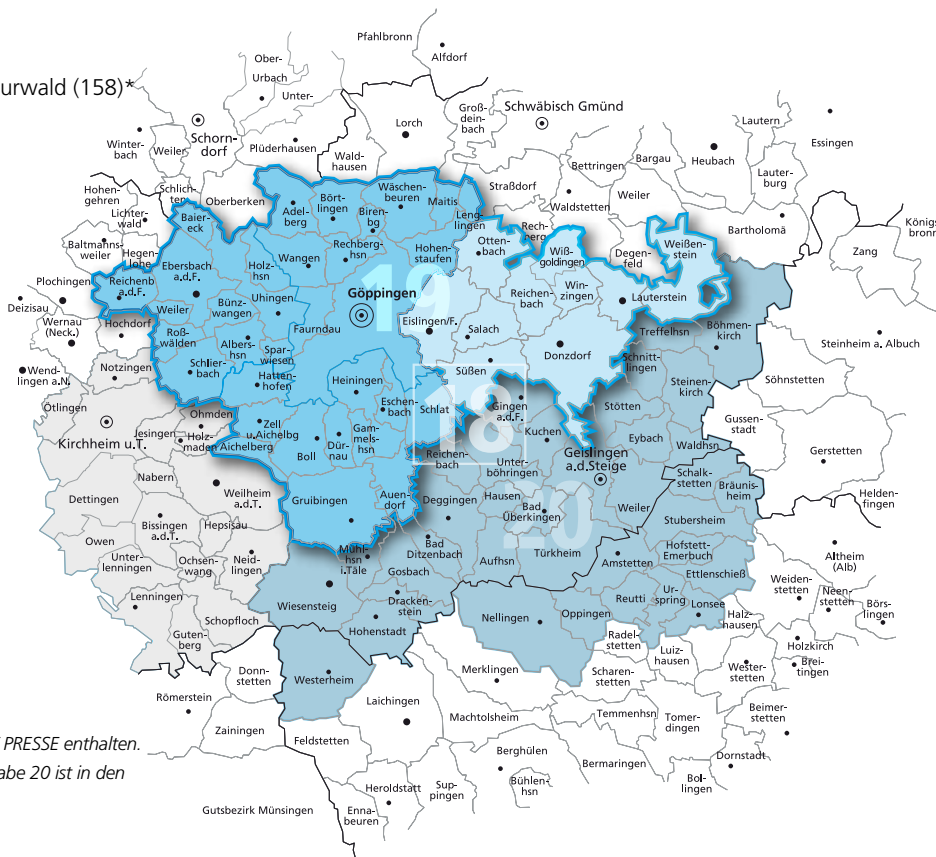 Pfahlbronn
Alfdorf
Ober-
Urbach
Unter-
urwald (158)*
Groß-
dein-
bach
Schwäbisch Gmünd
Lorch
Schorn-
dorf
Winter-
bach
Weiler
Plüderhausen
Wald-
hausen
Lautern
Essingen
Bargau
Heubach
Bettringen
Lauter-
burg
Hohen-
gehren
Schlich-
ten
Oberberken
Straßdorf
Waldstetten
Weiler
Lichter-
wald
Baier-
eck
Adel-
berg
Bört-
lingen
Wäschen-
beuren
Maitis
Biren-
bg
Leng-
lingen
Rech-
berg
Bartholomä
Königs
bronn
Zang
Baltmanns-
weiler
Hegen-
lohe
Otten-
bach
Wiß-
goldingen
Degen-
feld
Weißen-
stein
Rechberg-
hsn
Hohen-
staufen
Wangen
Holz-
hsn
Ebersbach
a.d.F.
Reichenb
a.d.F.
Plochingen
Deizisau
Göppingen
19
Reichen-
bach
Win-
zingen
Lauterstein
Weiler
Bünz-
wangen
Uhingen
Faurndau
Eislingen/F.
Salach
Donzdorf
Treffelhsn
Böhmen-
kirch
Steinheim a. Albuch
Wernau
(Neck.)
Hochdorf
Roß-
wälden
Albers-
hsn
Spar-
wiesen
Schlier-
bach
Hatten-
hofen
Heiningen
Süßen
Schnitt-
lingen
Söhnstetten
Wend-
lingen a.N.
Notzingen
Steinen-
kirch
Ötlingen
Ohmden
Eschen-
bach
Schlat
18
Gingen
a.d.F.
Stötten
Gussen-
stadt
Kirchheim u.T.
Jesingen
Holz-
maden
Zell
u.Aichelbg
Aichelberg
Boll
Dür-
nau
Gam-
mels-
hsn
Kuchen
Geislingen
a.d.Steige
Eybach
Waldhsn
Gerstetten
Reichen-
bach
Unter-
böhringen
Schalk-
stetten
Bräunis-
heim
Nabern
Weilheim
a.d.T.
Dettingen
Gruibingen
Auen-
dorf
Deggingen
Hausen
Bad
Überkingen
20
Weiler
Stubersheim
Helden-
fingen
Bissingen
a.d.T.
Hepsisau
Owen
Unter-
lenningen
Ochsen-
wang
Neid-
lingen
Mühl-
hsn
i.Täle
Bad
Ditzenbach
Gosbach
Aufhsn
Türkheim
Amstetten
Hofstett-
Emerbuch
Ettlenschieß
Altheim
(Alb)
Weiden-
stetten
Neen-
stetten
Börs-
lingen
Lenningen
Schopfloch
Guten-
berg
Wiesensteig
Dracken-
stein
Hohenstadt
Nellingen
Oppingen
Reutti
Ur-
spring
Lonsee
Halz-
hausen
Holzkirch
Brei-
tingen
Radel-
stetten
Luiz-
hausen
Wester-
stetten
Donn-
stetten
Westerheim
Merklingen
Scharen-
stetten
Römerstein
Laichingen
Machtolsheim
Temmenhsn
Tomer-
dingen
Beimer-
stetten
Zainingen
Feldstetten
PRESSE enthalten.
abe 20 ist in den
Berghülen
Bermaringen
Dornstadt
Bol-
lingen
Heroldstatt
Sup-
pingen
Bühlen-
hsn
Gutsbezirk Münsingen
Enna-
beuren